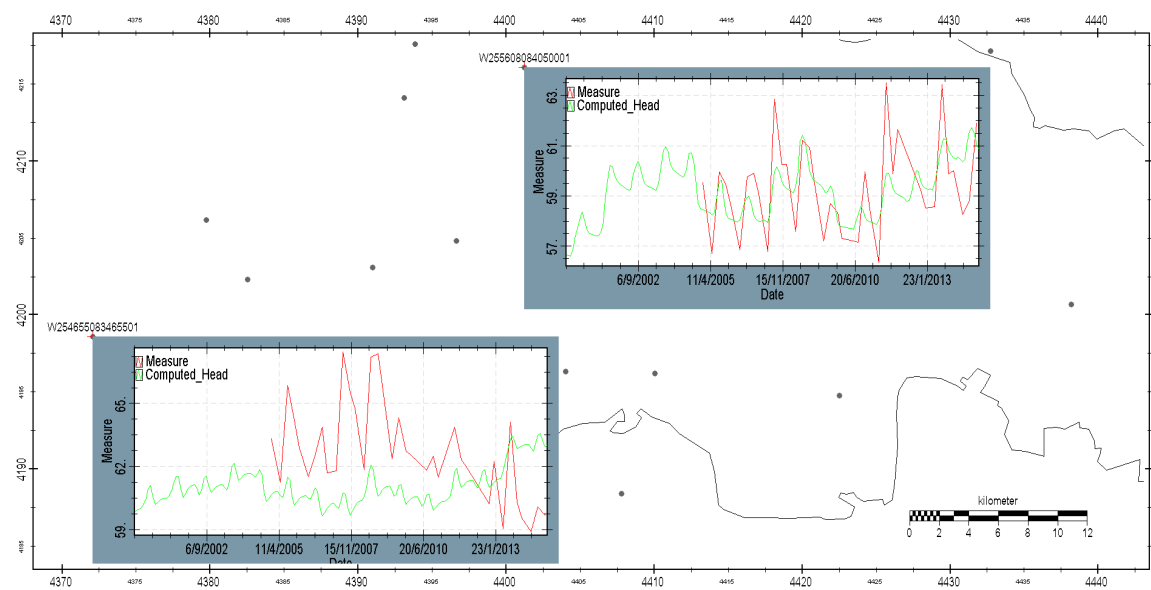 4370 4375 4380 4385 4390 4395 4400 4405 4410 4415 4420 4425 4430 4435 4440
W255608084050001
4215
63.
Measure
Computed_Head
61.
Measure
59.
57.
6/9/2002 11/4/2005 15/11/2007 20/6/2010 23/1/2013
Date
4210
4205
4200
W254655083465501
Measure
Computed_Head
65.
Measure
62.
59.
6/9/2002 11/4/2005 15/11/2007 20/6/2010 23/1/2013
Date
4195
4190
4185
kilometer
0 2 4 6 8 10 12
4370 4375 4380 4385 4390 4395 4400 4405 4410 4415 4420 4425 4430 4435 4440